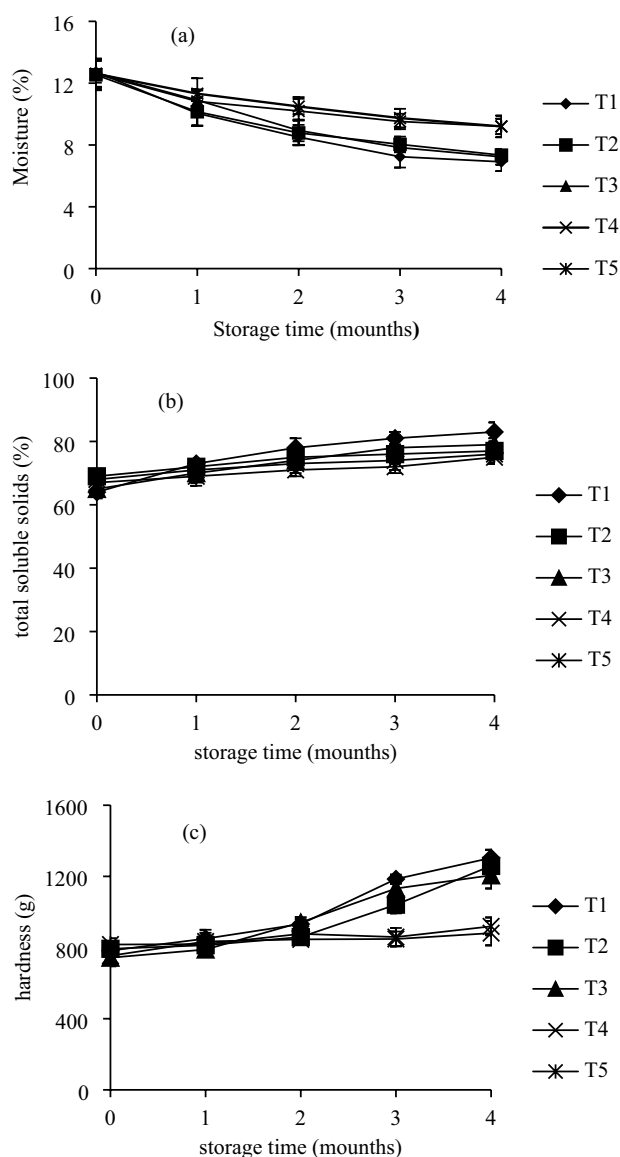 16
(a)
12
8
4
0
Moisture (%)
0 1 2 3 4
Storage time (mounths)
T1
T2
T3
T4
T5
100
(b)
80
60
40
20
0
total soluble solids (%)
0 1 2 3 4
storage time (mounths)
T1
T2
T3
T4
T5
1600
(c)
1200
800
400
0
hardness (g)
0 1 2 3 4
storage time (mounths)
T1
T2
T3
T4
T5